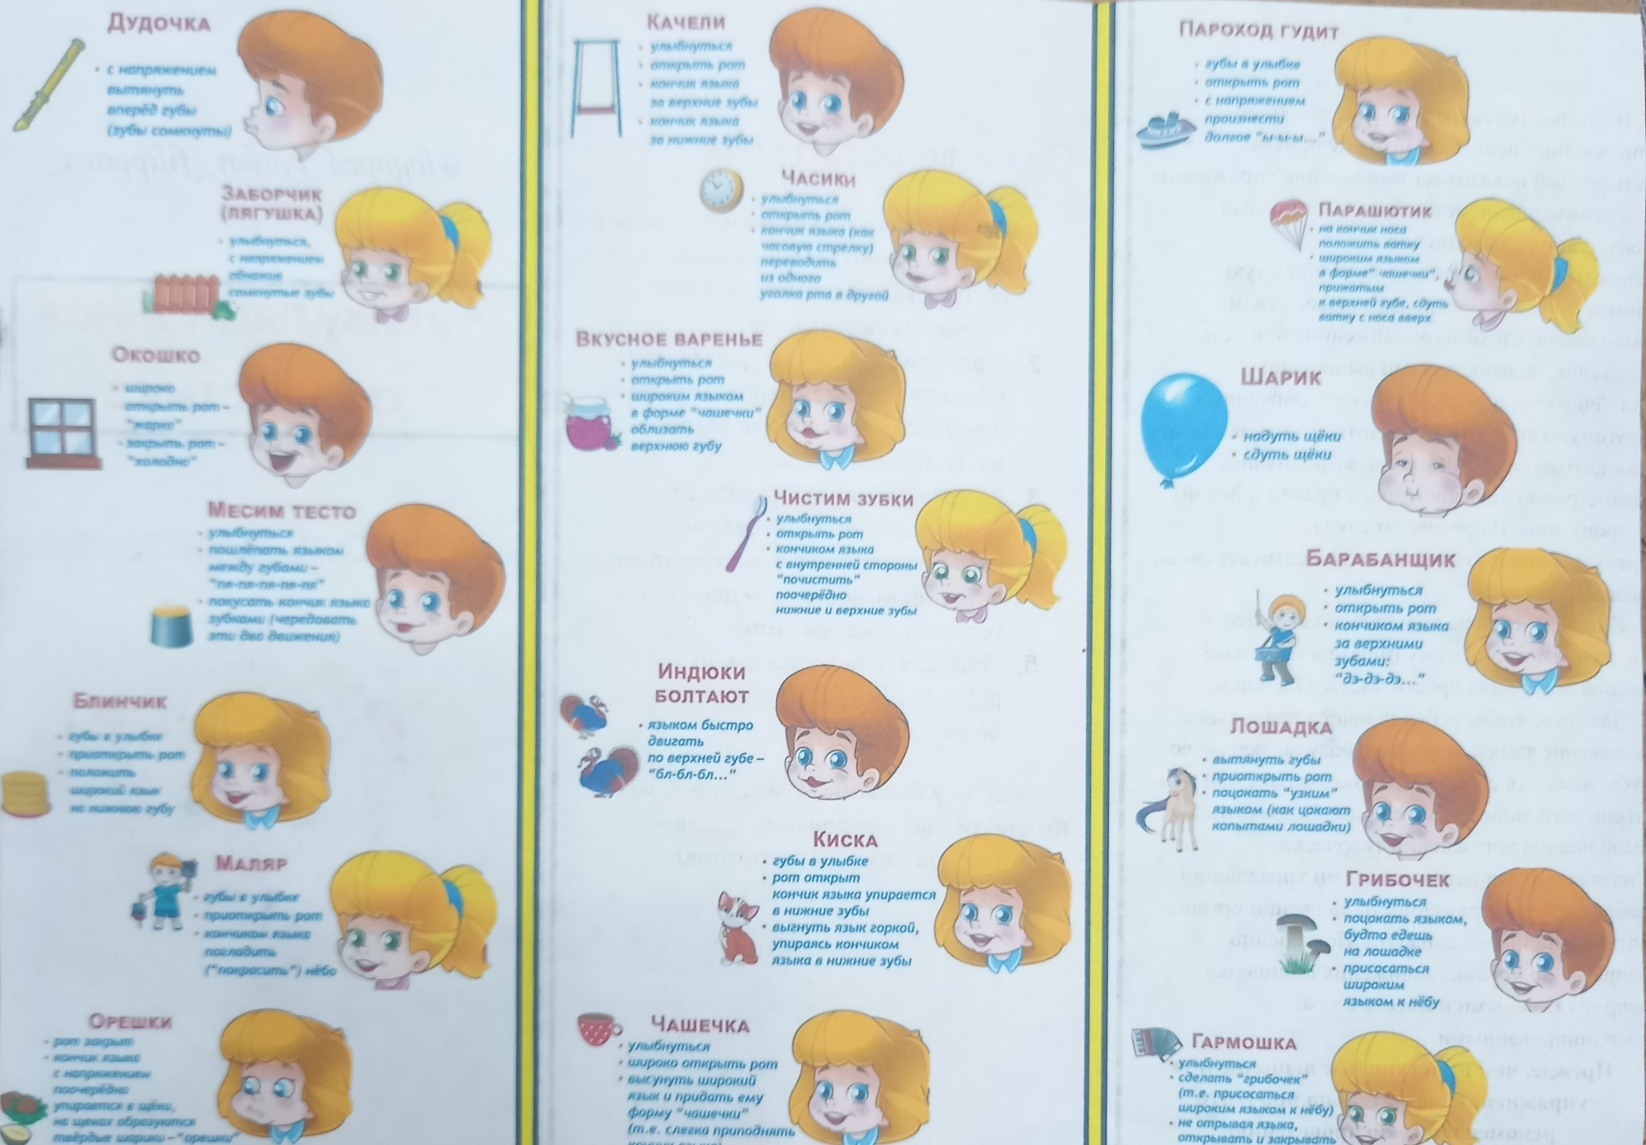 Дудочка
• с напряжением
вытянуть
вперёд губы
(зубы сомкнуты)
Заборчик
(лягушка)
• улыбнуться,
с напряжением
обнажив
сомкнутые зубы
Окошко
• широко
открыть рот –
"жарко"
• закрыть рот –
"холодно"
Месим тесто
• улыбнуться
• пошлёпать языком
между губами –
"пя-пя-пя-пя-пя"
• покусать кончик языка
зубками (чередовать
эти два движения)
Блинчик
• губы в улыбке
• приоткрыть рот
• положить
широкий язык
на нижнюю губу
Маляр
• губы в улыбке
• приоткрыть рот
• кончиком языка
погладить
("покрасить") нёбо
Орешки
• рот закрыт
• кончик языка
с напряжением
поочерёдно
упирается в щёки,
на щеках образуются
твёрдые шарики – "орешки"
Качели
• улыбнуться
• открыть рот
• кончик языка
за верхние зубы
• кончик языка
за нижние зубы
Часики
• улыбнуться
• открыть рот
• кончик языка (как
часовую стрелку)
переводить
из одного
уголка рта в другой
Вкусное варенье
• улыбнуться
• открыть рот
• широким языком
в форме "чашечки"
облизать
верхнюю губу
Чистим зубки
• улыбнуться
• открыть рот
• кончиком языка
с внутренней стороны
"почистить"
поочерёдно
нижние и верхние зубы
Индюки
болтают
• языком быстро
двигать
по верхней губе –
"бл-бл-бл..."
Киска
• губы в улыбке
• рот открыт
кончик языка упирается
в нижние зубы
• выгнуть язык горкой,
упираясь кончиком
языка в нижние зубы
Чашечка
• улыбнуться
• широко открыть рот
• высунуть широкий
язык и придать ему
форму "чашечки"
(т.е. слегка приподнять
Пароход гудит
• губы в улыбке
• открыть рот
• с напряжением
произнести
долгое "ы-ы-ы..."
Парашютик
• на кончик носа
положить ватку
• широким языком
в форме "чашечки",
прижатым
к верхней губе, сдуть
ватку с носа вверх
Шарик
• надуть щёки
• сдуть щёки
Барабанщик
• улыбнуться
• открыть рот
• кончиком языка
за верхними
зубами:
"дэ-дэ-дэ..."
Лошадка
• вытянуть губы
• приоткрыть рот
• поцокать "узким"
языком (как цокают
копытами лошадки)
Грибочек
• улыбнуться
• поцокать языком,
будто едешь
на лошадке
• присосаться
широким
языком к нёбу
Гармошка
• улыбнуться
• сделать "грибочек"
(т.е. присосаться
широким языком к нёбу)
• не отрывая языка,
открывать и закрывать